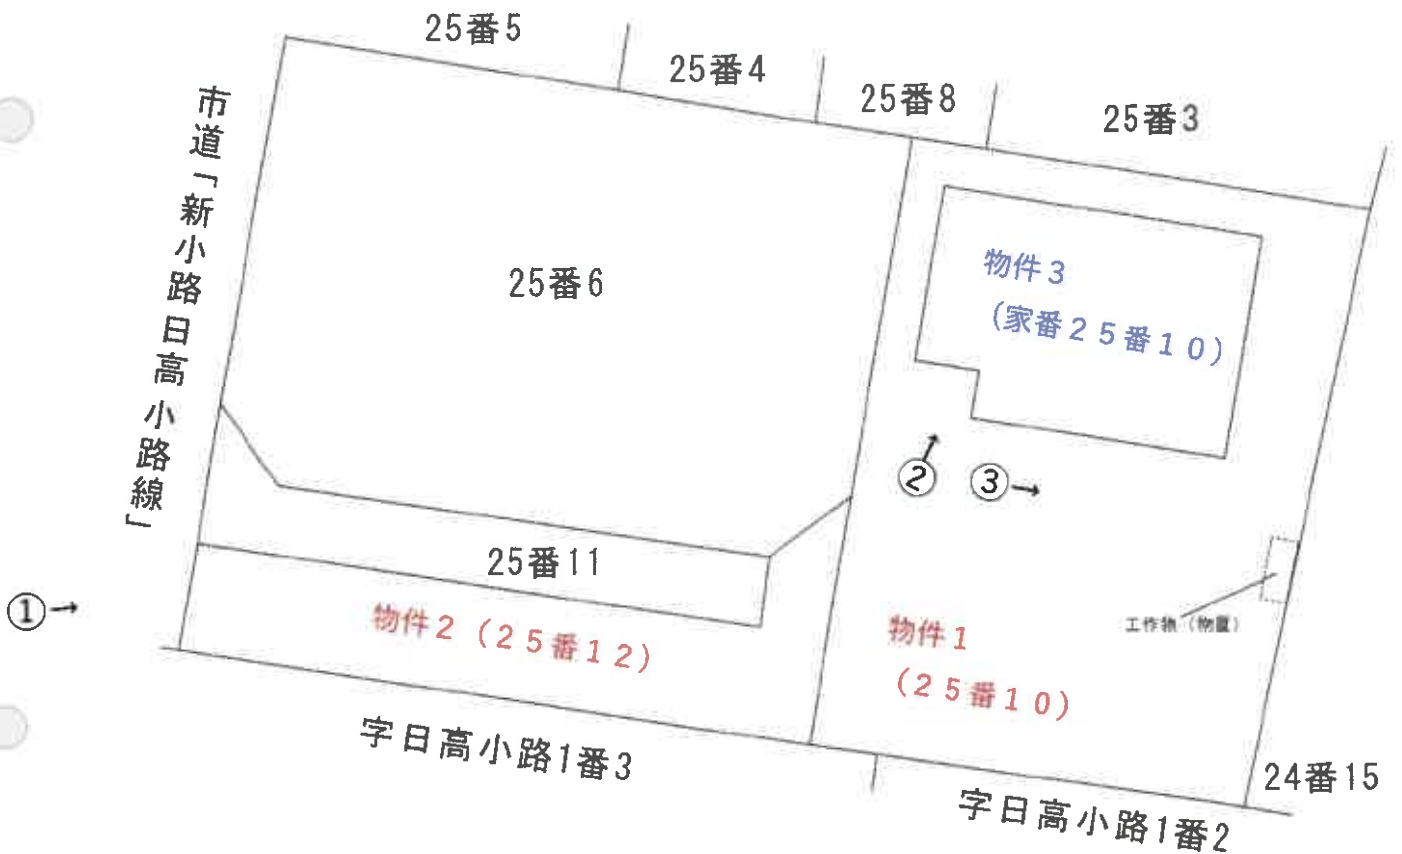 25番5
25番4
25番8
25番3
市道「新小路日高小路線」
25番6
物件3
(家番25番10)
②
③→
25番11
①→
物件2 (25番12)
物件1
(25番10)
工作物(物置)
字日高小路1番3
24番15
字日高小路1番2